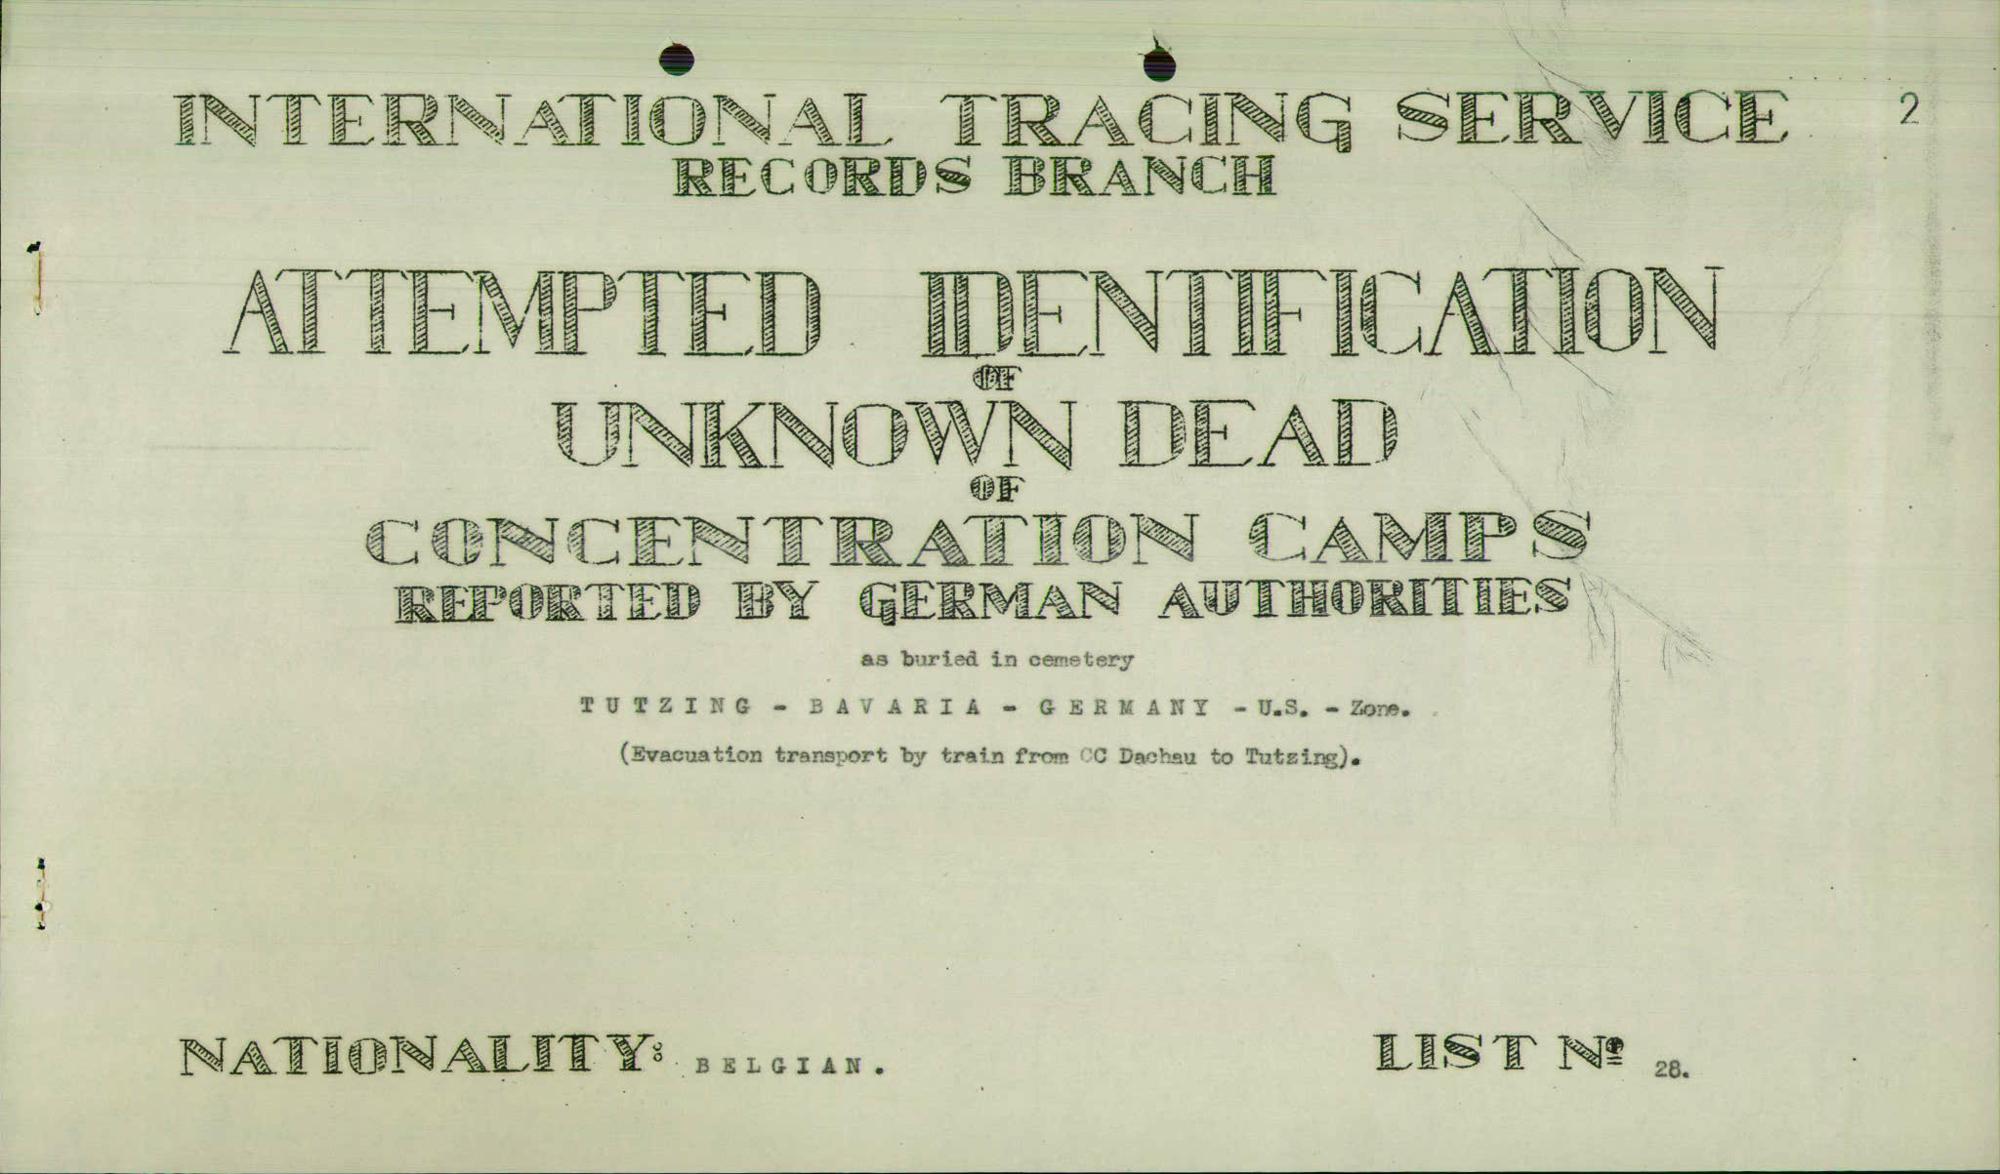 INTERNATIONAL TRACING SERVICE 2
RECORDS BRANCH
ATTEMPTED IDENTIFICATION
OF
UNKNOWN DEAD
OF
CONCENTRATION CAMPS
REPORTED BY GERMAN AUTHORITIES
as buried in cemetery
TUTZING - BAVARIA - GERMANY - U.S. - Zone.
(Evacuation transport by train from CC Dachau to Tutzing).
NATIONALITY: BELGIAN. LIST Nº 28.